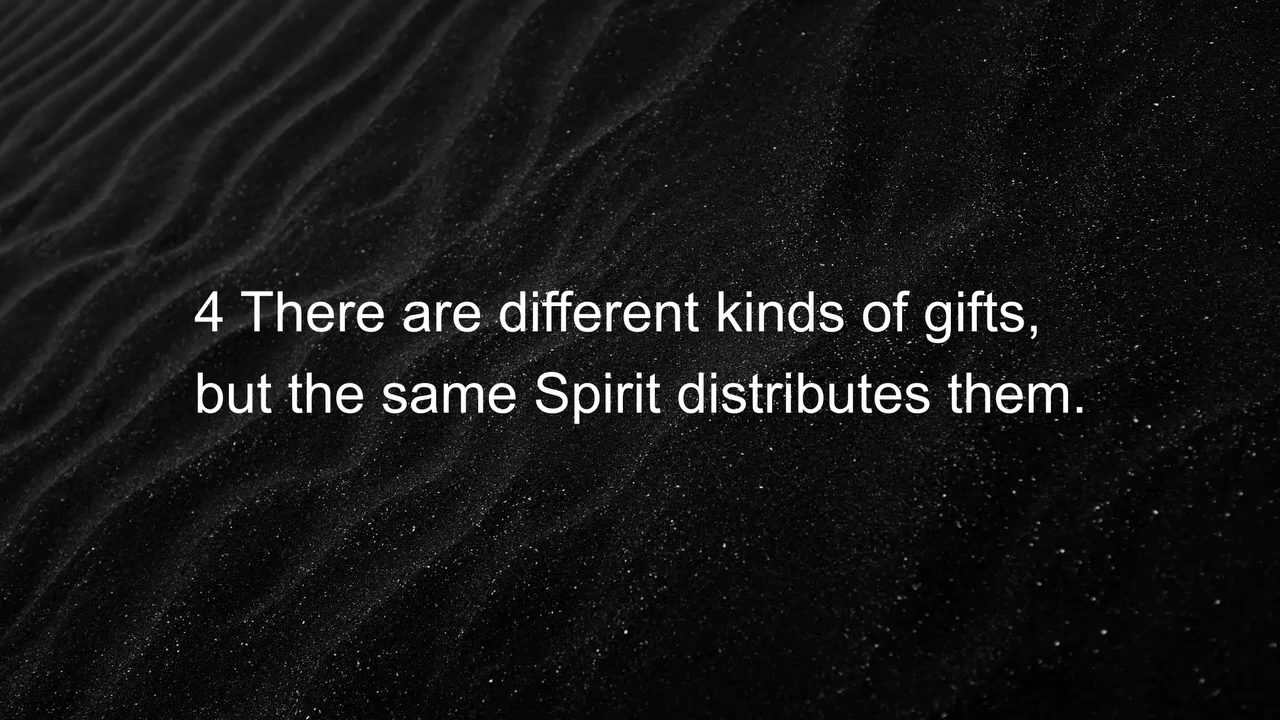 4 There are different kinds of gifts,
but the same Spirit distributes them.